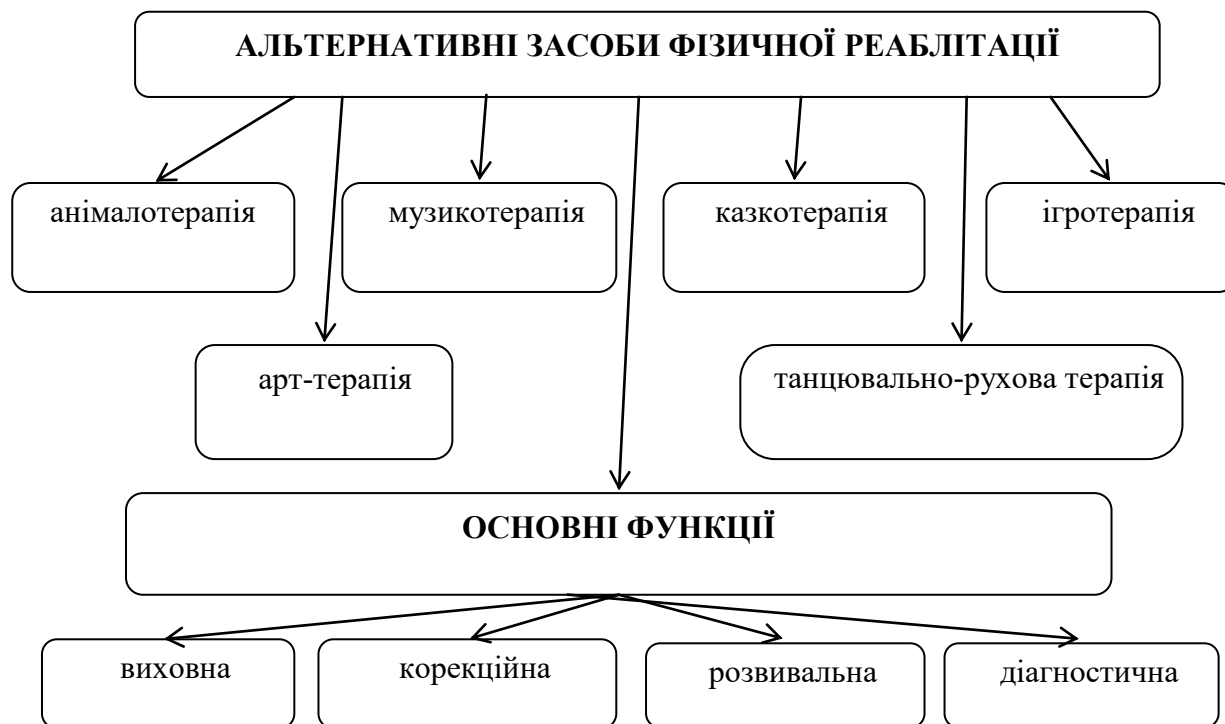 АЛЬТЕРНАТИВНІ ЗАСОБИ ФІЗИЧНОЇ РЕАБЛІТАЦІЇ
анімалотерапія
музикотерапія
казкотерапія
ігротерапія
арт-терапія
танцювально-рухова терапія
ОСНОВНІ ФУНКЦІЇ
виховна
корекційна
розвивальна
діагностична